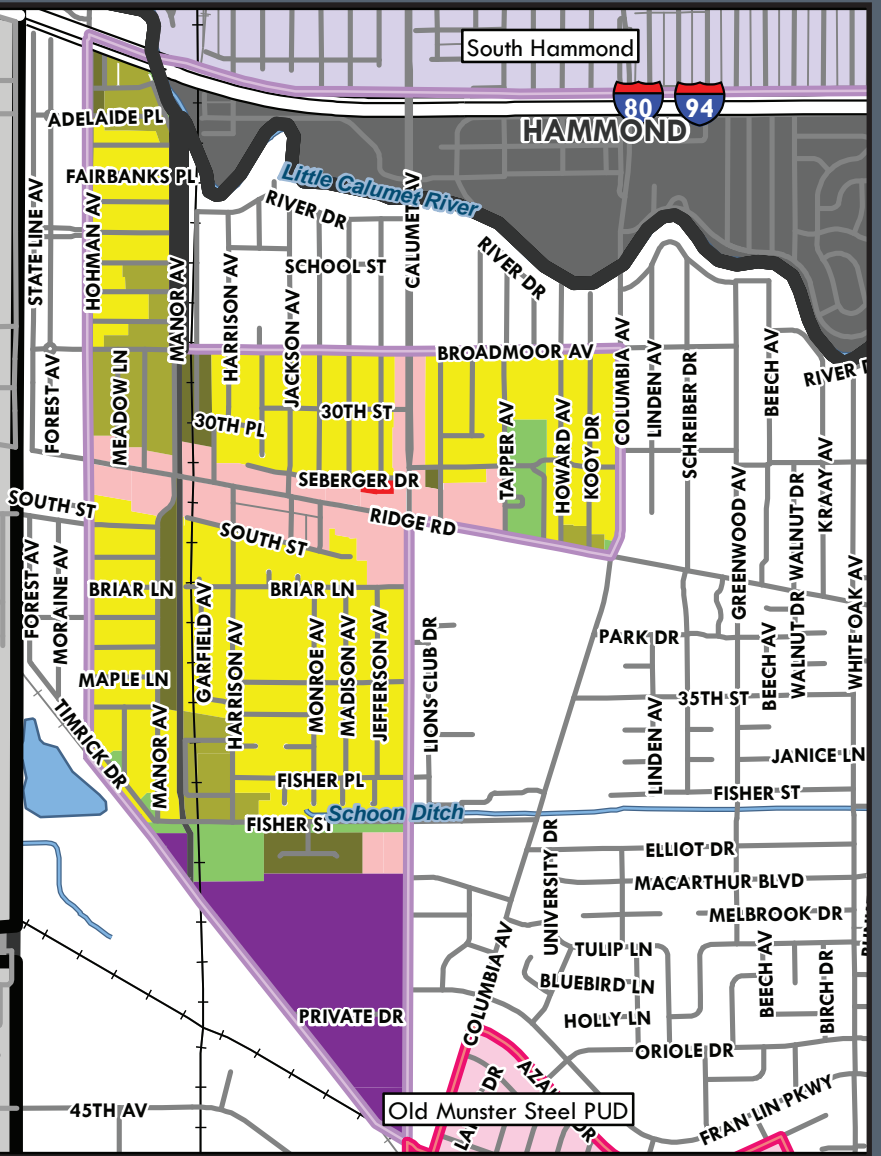 South Hammond
80
94
HAMMOND
ADELAIDE PL
FAIRBANKS PL
Little Calumet River
RIVER DR
STATE LINE AV
HOHMAN AV
CALUMET AV
RIVER DR
SCHOOL ST
MANOR AV
HARRISON AV
JACKSON AV
BROADMOOR AV
COLUMBIA AV
LINDEN AV
SCHREIBER DR
BEECH AV
RIVER
FOREST AV
MEADOW LN
30TH PL
30TH ST
TAPPER AV
HOWARD AV
KOOY DR
KRAAY AV
SEBERGER DR
GREENWOOD AV
WALNUT DR
SOUTH ST
RIDGE RD
SOUTH ST
FOREST AV
MORAINE AV
BRIAR LN
GARFIELD AV
BRIAR LN
WHITE OAK AV
HARRISON AV
MONROE AV
MADISON AV
JEFFERSON AV
LIONS CLUB DR
PARK DR
BEECH AV
WALNUT DR
MAPLE LN
35TH ST
TIMRICK DR
MANOR AV
LINDEN AV
JANICE LN
FISHER PL
FISHER ST
Schoon Ditch
FISHER ST
UNIVERSITY DR
ELLIOT DR
MACARTHUR BLVD
MELBROOK DR
COLUMBIA AV
TULIP LN
BEECH AV
BIRCH DR
BLUEBIRD LN
PRIVATE DR
HOLLY LN
ORIOLE DR
45TH AV
Old Munster Steel PUD
DR
FRAN LIN PKWY